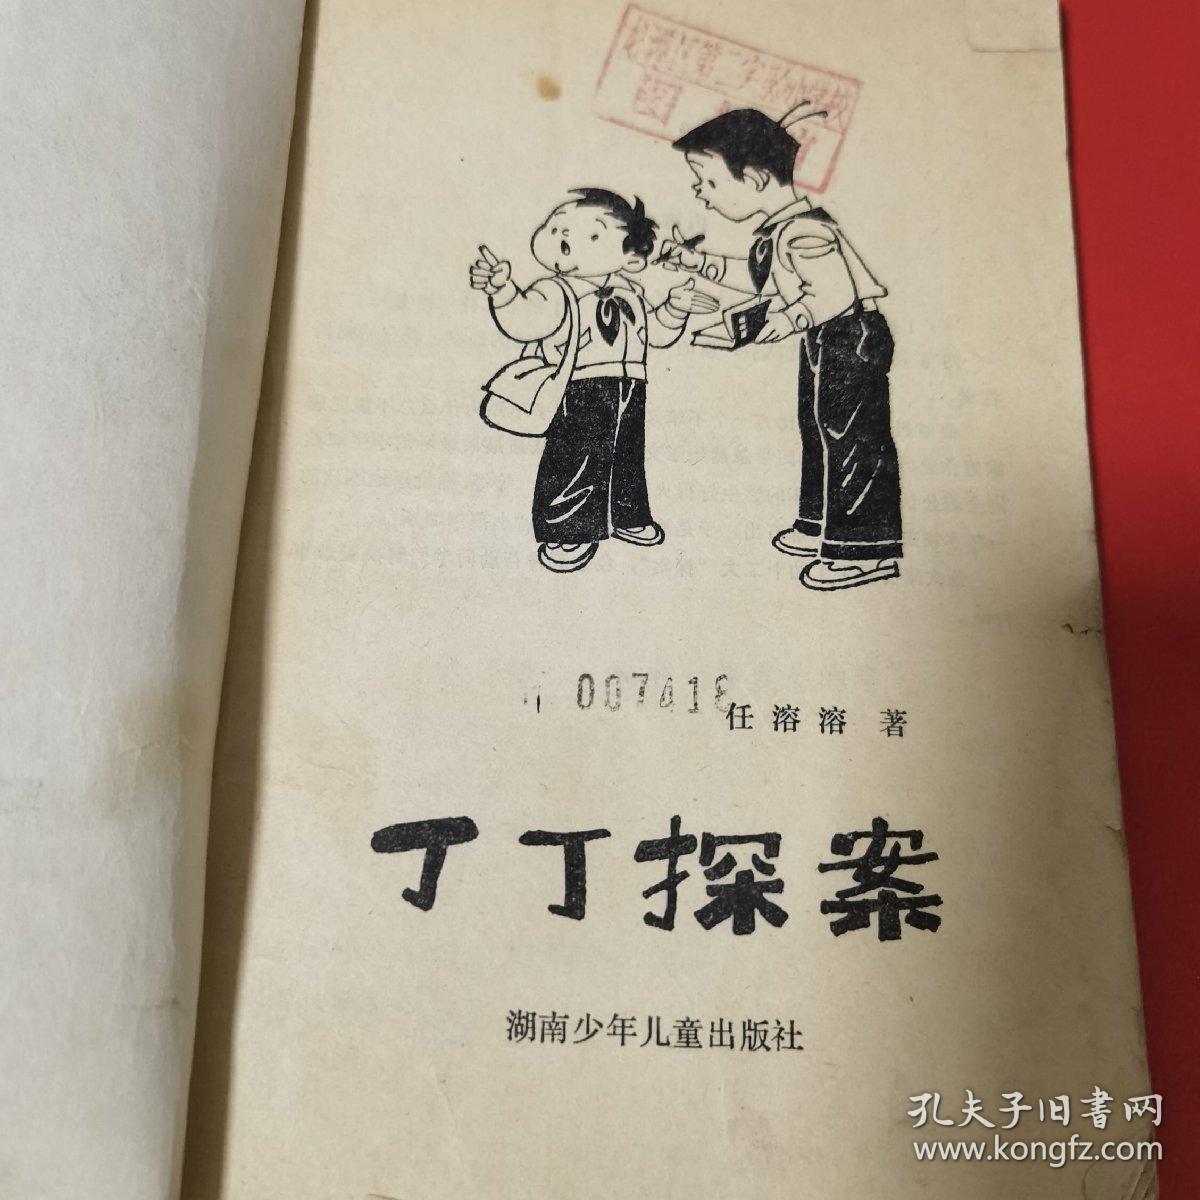 007418
任溶溶 著
丁丁探案
湖南少年儿童出版社
孔夫子旧書网
www.kongfz.com